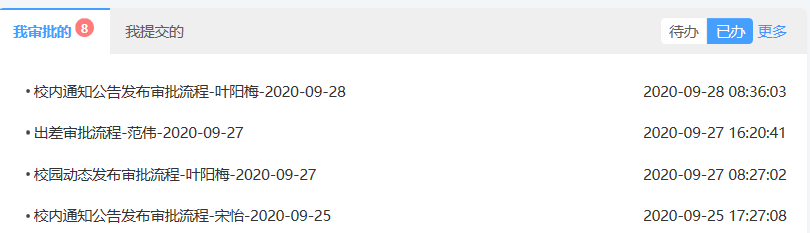 我审批的 8 我提交的 待办 已办 更多
• 校内通知公告发布审批流程-叶阳梅-2020-09-28 2020-09-28 08:36:03
• 出差审批流程-范伟-2020-09-27 2020-09-27 16:20:41
• 校园动态发布审批流程-叶阳梅-2020-09-27 2020-09-27 08:27:02
• 校内通知公告发布审批流程-宋怡-2020-09-25 2020-09-25 17:27:08